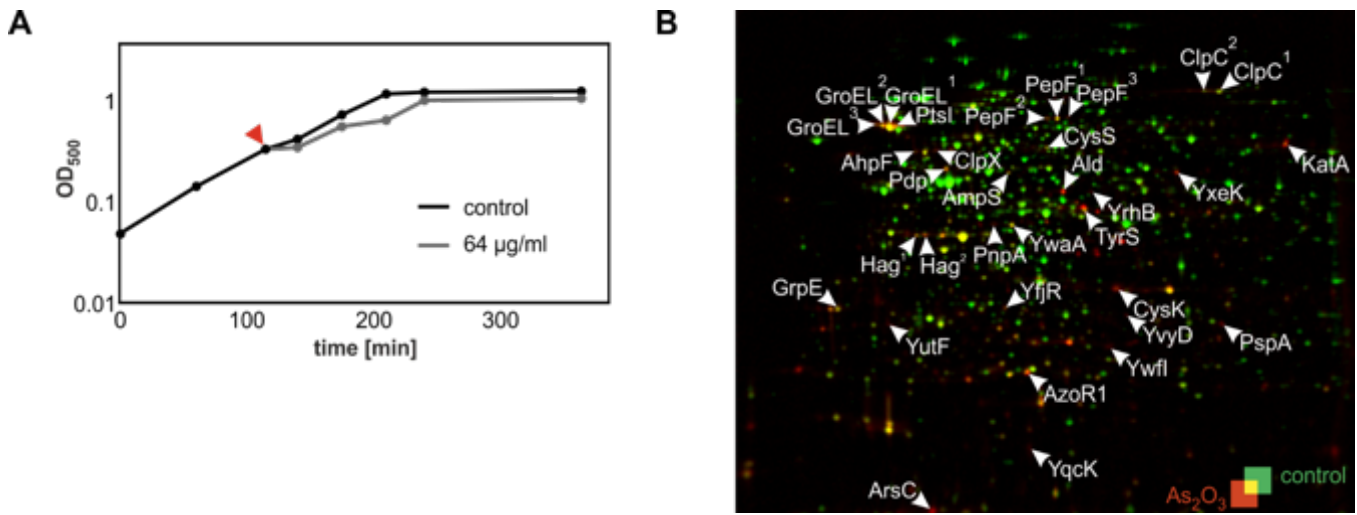 A
OD500
1
0.1
0.01
control
64 µg/ml
0
100
200
300
time [min]
B
ClpC2
ClpC1
PepF1
PepF3
PepF2
GroEL2
GroEL1
GroEL3
PtsI
CysS
AhpF
ClpX
Ald
KatA
Pdp
AmpS
YxeK
YrhB
TyrS
Hag1
Hag2
PnpA
YwaA
GrpE
YfjR
CysK
YvyD
PspA
YutF
YwfI
AzoR1
YqcK
ArsC
control
As2O3